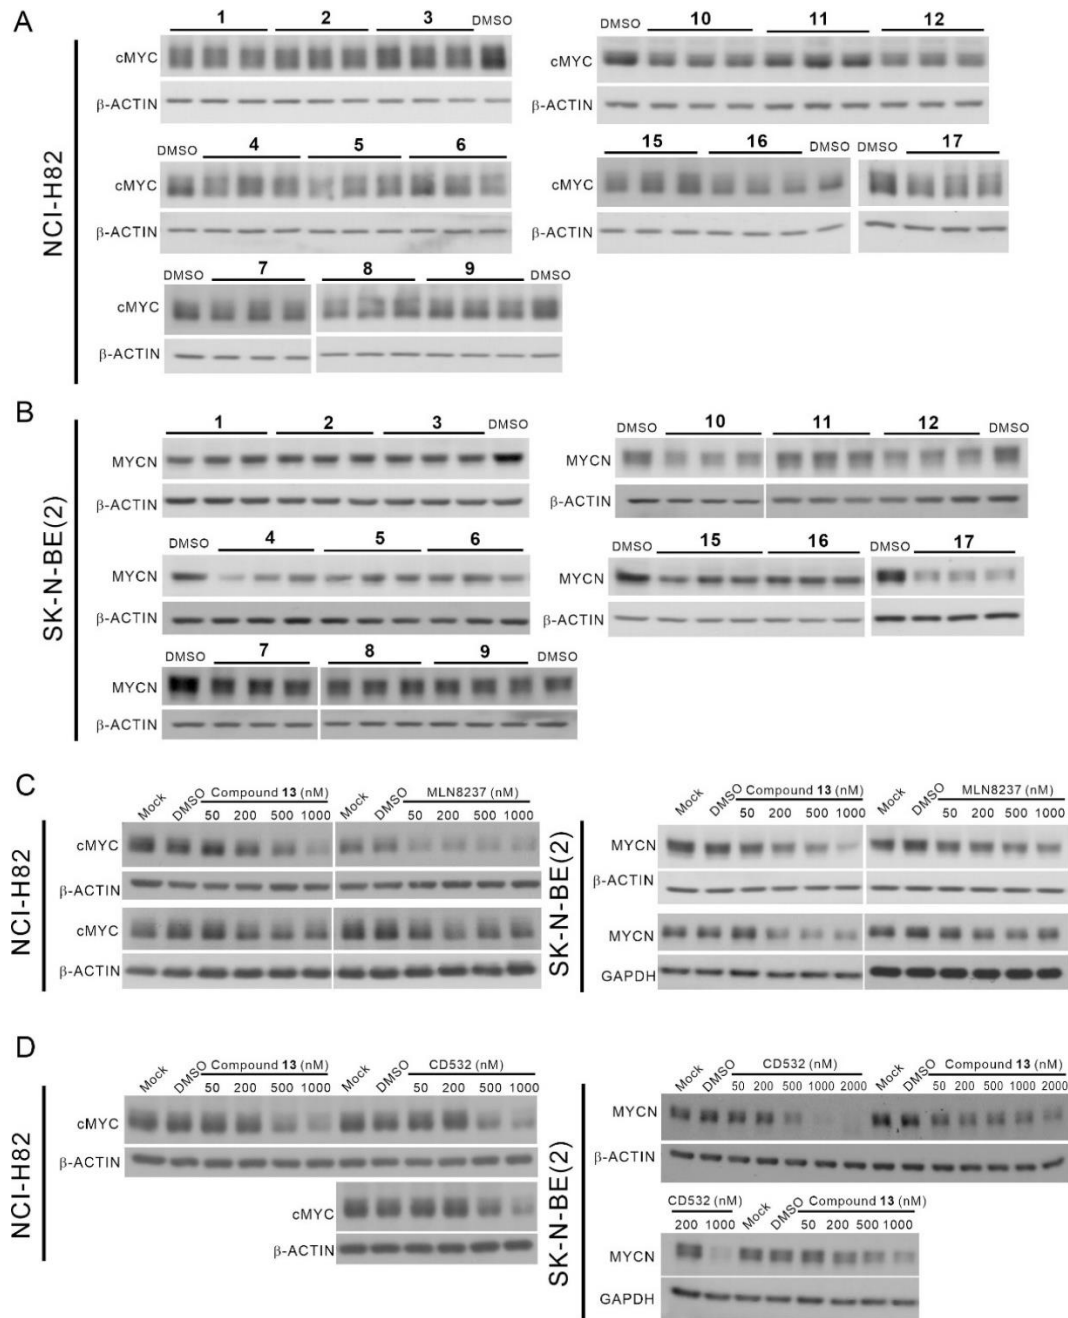 A
NCI-H82
1 2 3 DMSO
cMYC
β-ACTIN
DMSO 4 5 6
cMYC
β-ACTIN
DMSO 7 8 9 DMSO
cMYC
β-ACTIN
DMSO 10 11 12
cMYC
β-ACTIN
15 16 DMSO DMSO 17
cMYC
β-ACTIN
B
SK-N-BE(2)
1 2 3 DMSO
MYCN
β-ACTIN
DMSO 4 5 6
MYCN
β-ACTIN
DMSO 7 8 9 DMSO
MYCN
β-ACTIN
DMSO 10 11 12 DMSO
MYCN
β-ACTIN
DMSO 15 16 DMSO 17
MYCN
β-ACTIN
C
NCI-H82
Mock DMSO Compound 13 (nM) Mock DMSO MLN8237 (nM)
50 200 500 1000 50 200 500 1000
cMYC
β-ACTIN
cMYC
β-ACTIN
SK-N-BE(2)
Mock DMSO Compound 13 (nM) Mock DMSO MLN8237 (nM)
50 200 500 1000 50 200 500 1000
MYCN
β-ACTIN
MYCN
GAPDH
D
NCI-H82
Mock DMSO Compound 13 (nM) Mock DMSO CD532 (nM)
50 200 500 1000 50 200 500 1000
cMYC
β-ACTIN
cMYC
β-ACTIN
SK-N-BE(2)
Mock DMSO CD532 (nM) Mock DMSO Compound 13 (nM)
50 200 500 1000 2000 50 200 500 1000 2000
MYCN
β-ACTIN
CD532 (nM) Mock DMSO Compound 13 (nM)
200 1000 50 200 500 1000
MYCN
GAPDH